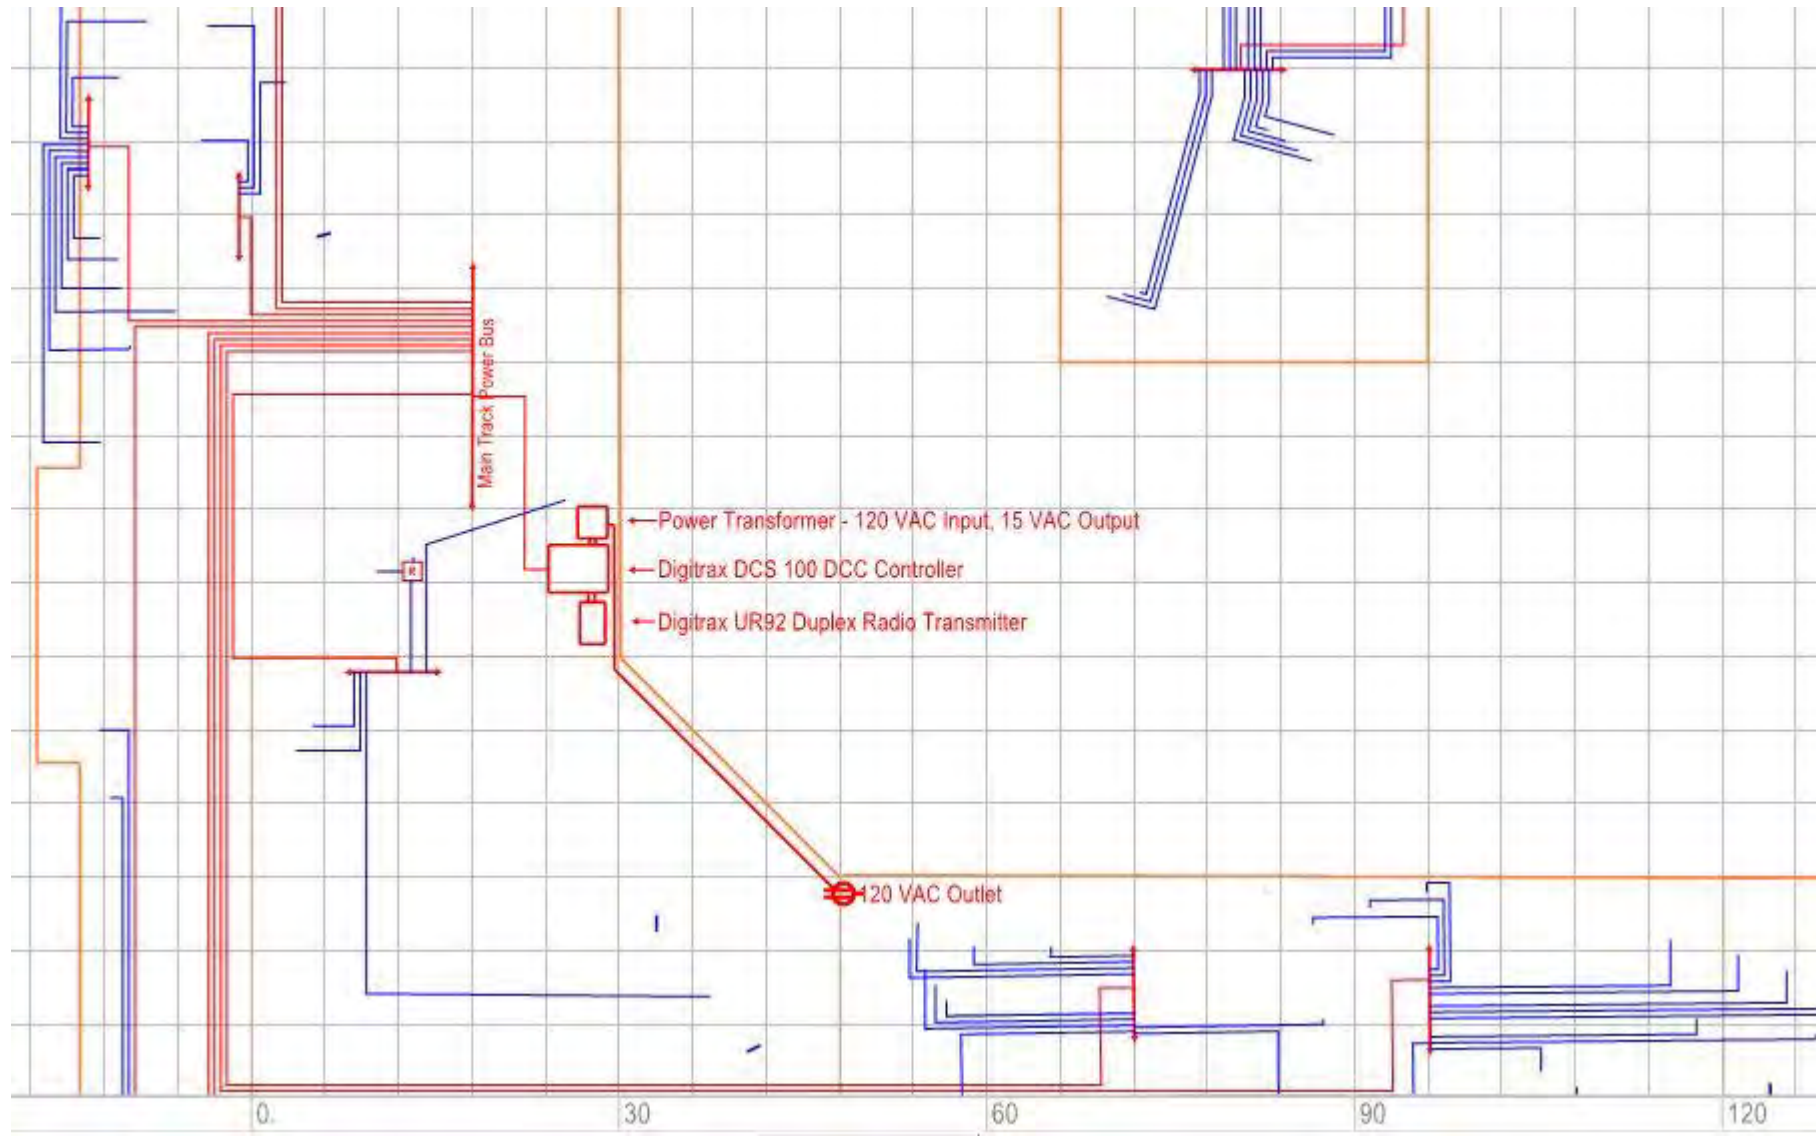 Main Track Power Bus
Power Transformer - 120 VAC Input, 15 VAC Output
Digitrax DCS 100 DCC Controller
R
Digitrax UR92 Duplex Radio Transmitter
120 VAC Outlet
0. 30 60 90 120